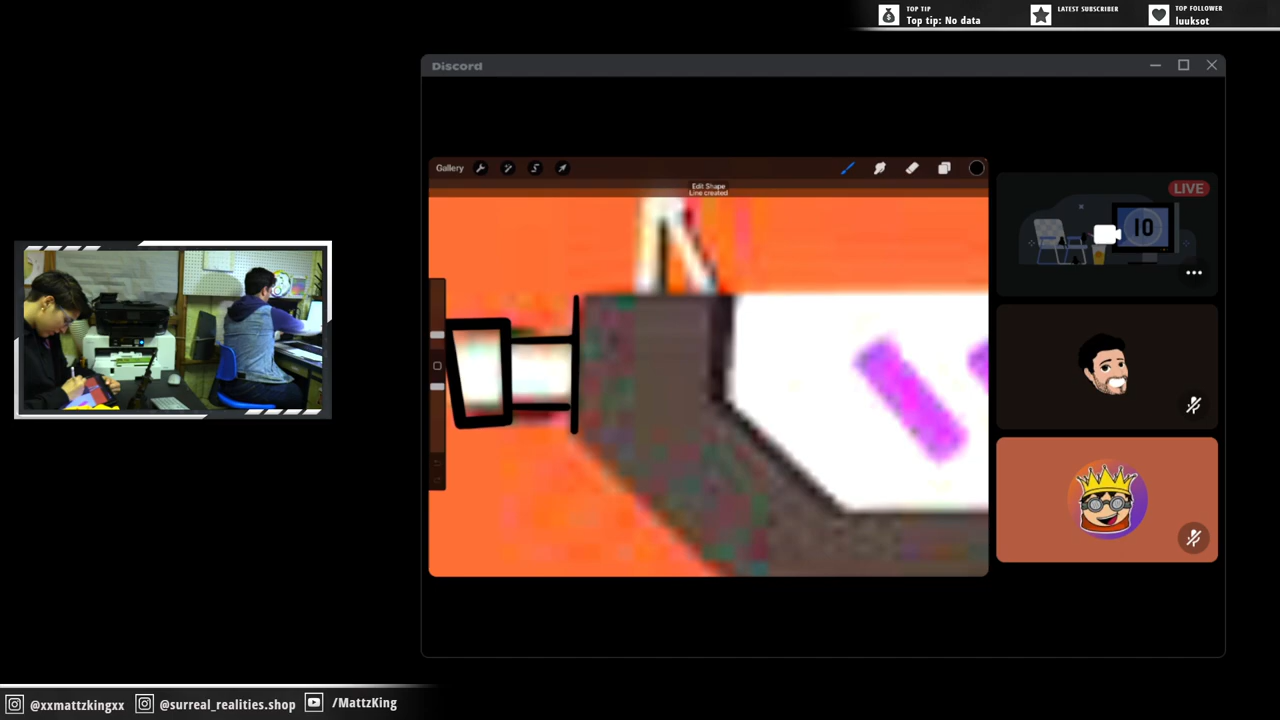 TOP TIP
Top tip: No data
LATEST SUBSCRIBER
TOP FOLLOWER
luuksot
Discord
Gallery
Edit Shape
Line created
LIVE
10
@xxmattzkingxx
@surreal_realities.shop
/MattzKing